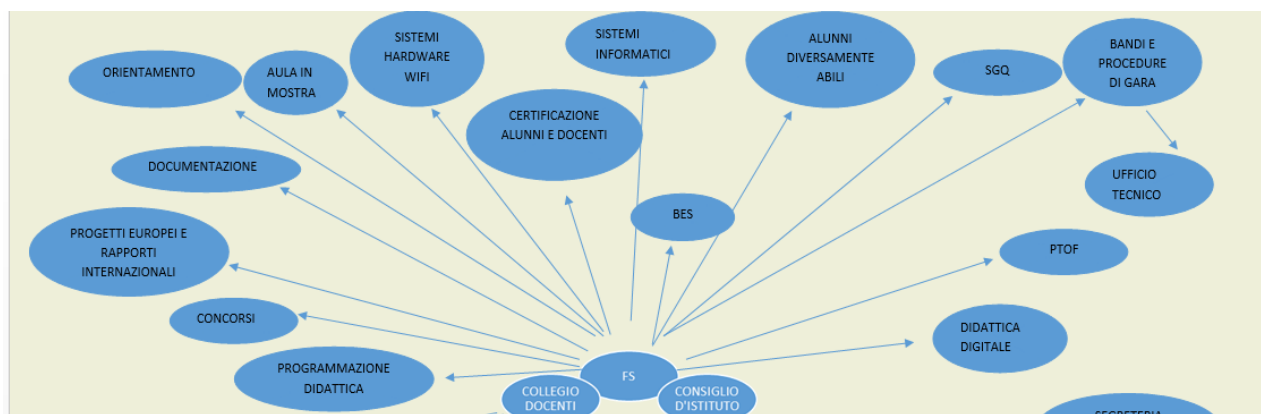 ORIENTAMENTO
AULA IN
MOSTRA
SISTEMI
HARDWARE
WIFI
SISTEMI
INFORMATICI
ALUNNI
DIVERSAMENTE
ABILI
SGQ
BANDI E
PROCEDURE
DI GARA
CERTIFICAZIONE
ALUNNI E DOCENTI
DOCUMENTAZIONE
UFFICIO
TECNICO
BES
PROGETTI EUROPEI E
RAPPORTI
INTERNAZIONALI
PTOF
CONCORSI
DIDATTICA
DIGITALE
PROGRAMMAZIONE
DIDATTICA
FS
COLLEGIO
DOCENTI
CONSIGLIO
D'ISTITUTO
SEGRETERIA